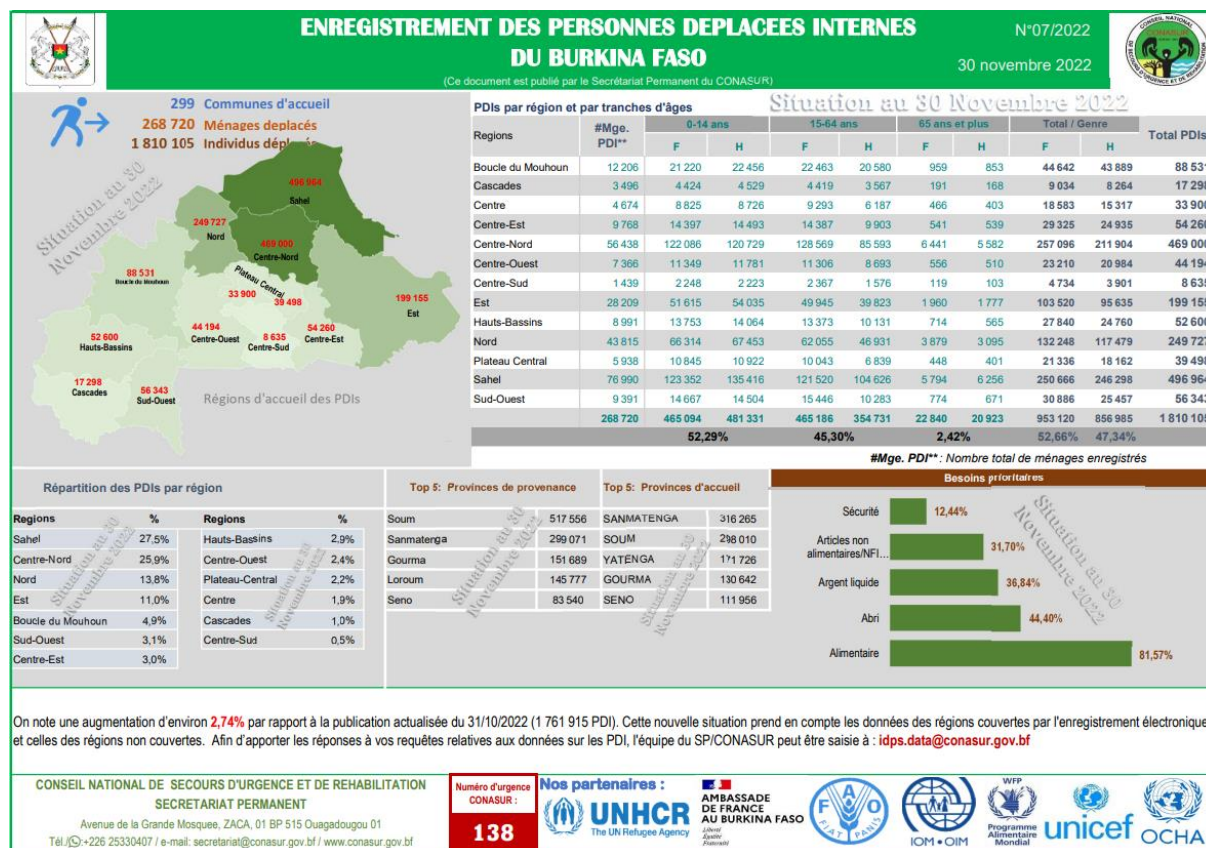 ENREGISTREMENT DES PERSONNES DEPLACEES INTERNES
DU BURKINA FASO
(Ce document est publié par le Secrétariat Permanent du CONASUR)
N°07/2022
30 novembre 2022
CONSEIL NATIONAL
DE SECOURS D'URGENCE ET DE REHABILITATION
CONASUR
299 Communes d'accueil
268 720 Ménages deplacés
1 810 105 Individus déplacés
Situation au 30
Novembre 2022
496 964
Sahel
249 727
Nord
469 000
Centre-Nord
88 531
Boucle du Mouhoun
Plateau Central
33 900
39 498
199 155
Est
52 600
Hauts-Bassins
44 194
Centre-Ouest
8 635
Centre-Sud
54 260
Centre-Est
17 298
Cascades
56 343
Sud-Ouest
Régions d'accueil des PDIs
PDIs par région et par tranches d'âges
Situation au 30 Novembre 2022
Regions #Mge. PDI** 0-14 ans 15-64 ans 65 ans et plus Total / Genre Total PDIs
F H F H F H F H
Boucle du Mouhoun 12 206 21 220 22 456 22 463 20 580 959 853 44 642 43 889 88 531
Cascades 3 496 4 424 4 529 4 419 3 567 191 168 9 034 8 264 17 298
Centre 4 674 8 825 8 726 9 293 6 187 466 403 18 583 15 317 33 900
Centre-Est 9 768 14 397 14 493 14 387 9 903 541 539 29 325 24 935 54 260
Centre-Nord 56 438 122 086 120 729 128 569 85 593 6 441 5 582 257 096 211 904 469 000
Centre-Ouest 7 366 11 349 11 781 11 306 8 693 556 510 23 210 20 984 44 194
Centre-Sud 1 439 2 248 2 223 2 367 1 576 119 103 4 734 3 901 8 635
Est 28 209 51 615 54 035 49 945 39 823 1 960 1 777 103 520 95 635 199 155
Hauts-Bassins 8 991 13 753 14 064 13 373 10 131 714 565 27 840 24 760 52 600
Nord 43 815 66 314 67 453 62 055 46 931 3 879 3 095 132 248 117 479 249 727
Plateau Central 5 938 10 845 10 922 10 043 6 839 448 401 21 336 18 162 39 498
Sahel 76 990 123 352 135 416 121 520 104 626 5 794 6 256 250 666 246 298 496 964
Sud-Ouest 9 391 14 667 14 504 15 446 10 283 774 671 30 886 25 457 56 343
268 720 465 094 481 331 465 186 354 731 22 840 20 923 953 120 856 985 1 810 105
52,29% 45,30% 2,42% 52,66% 47,34%
#Mge. PDI** : Nombre total de ménages enregistrés
Répartition des PDIs par région
Regions % Regions %
Sahel 27,5% Hauts-Bassins 2,9%
Centre-Nord 25,9% Centre-Ouest 2,4%
Nord 13,8% Plateau-Central 2,2%
Est 11,0% Centre 1,9%
Boucle du Mouhoun 4,9% Cascades 1,0%
Sud-Ouest 3,1% Centre-Sud 0,5%
Centre-Est 3,0%
Situation au 30
Novembre 2022
Top 5: Provinces de provenance Top 5: Provinces d'accueil
Soum 517 556 SANMATENGA 316 265
Sanmatenga 299 071 SOUM 298 010
Gourma 151 689 YATENGA 171 726
Loroum 145 777 GOURMA 130 642
Seno 83 540 SENO 111 956
Situation au 30
Novembre 2022
Situation au 30
Novembre 2022
Besoins prioritaires
Sécurité 12,44%
Articles non
alimentaires/NFI... 31,70%
Argent liquide 36,84%
Abri 44,40%
Alimentaire 81,57%
Situation au 30
Novembre 2022
On note une augmentation d'environ 2,74% par rapport à la publication actualisée du 31/10/2022 (1 761 915 PDI). Cette nouvelle situation prend en compte les données des régions couvertes par l'enregistrement électronique
et celles des régions non couvertes. Afin d'apporter les réponses à vos requêtes relatives aux données sur les PDI, l'équipe du SP/CONASUR peut être saisie à : idps.data@conasur.gov.bf
CONSEIL NATIONAL DE SECOURS D'URGENCE ET DE REHABILITATION
SECRETARIAT PERMANENT
Avenue de la Grande Mosquee, ZACA, 01 BP 515 Ouagadougou 01
Tél./ :+226 25330407 / e-mail: secretariat@conasur.gov.bf / www.conasur.gov.bf
Numéro d'urgence
CONASUR :
138
Nos partenaires :
UNHCR
The UN Refugee Agency
AMBASSADE
DE FRANCE
AU BURKINA FASO
Liberté
Égalité
Fraternité
FAO
FIAT PANIS
IOM • OIM
WFP
Programme
Alimentaire
Mondial
unicef
OCHA